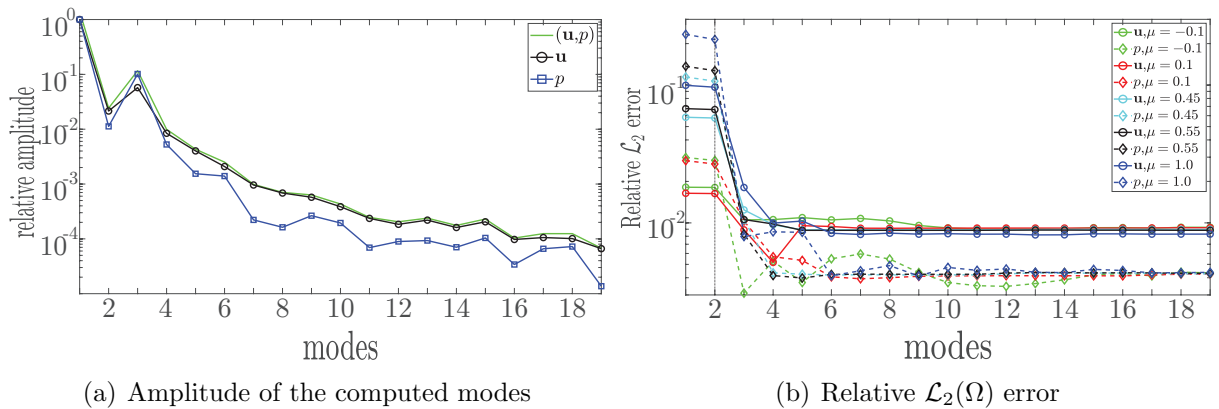 10^0
10^-1
10^-2
10^-3
10^-4
relative amplitude
2 4 6 8 10 12 14 16 18
modes
(u,p)
u
p
(a) Amplitude of the computed modes
10^-1
10^-2
Relative ℒ₂ error
2 4 6 8 10 12 14 16 18
modes
u,μ = −0.1
p,μ = −0.1
u,μ = 0.1
p,μ = 0.1
u,μ = 0.45
p,μ = 0.45
u,μ = 0.55
p,μ = 0.55
u,μ = 1.0
p,μ = 1.0
(b) Relative ℒ₂(Ω) error